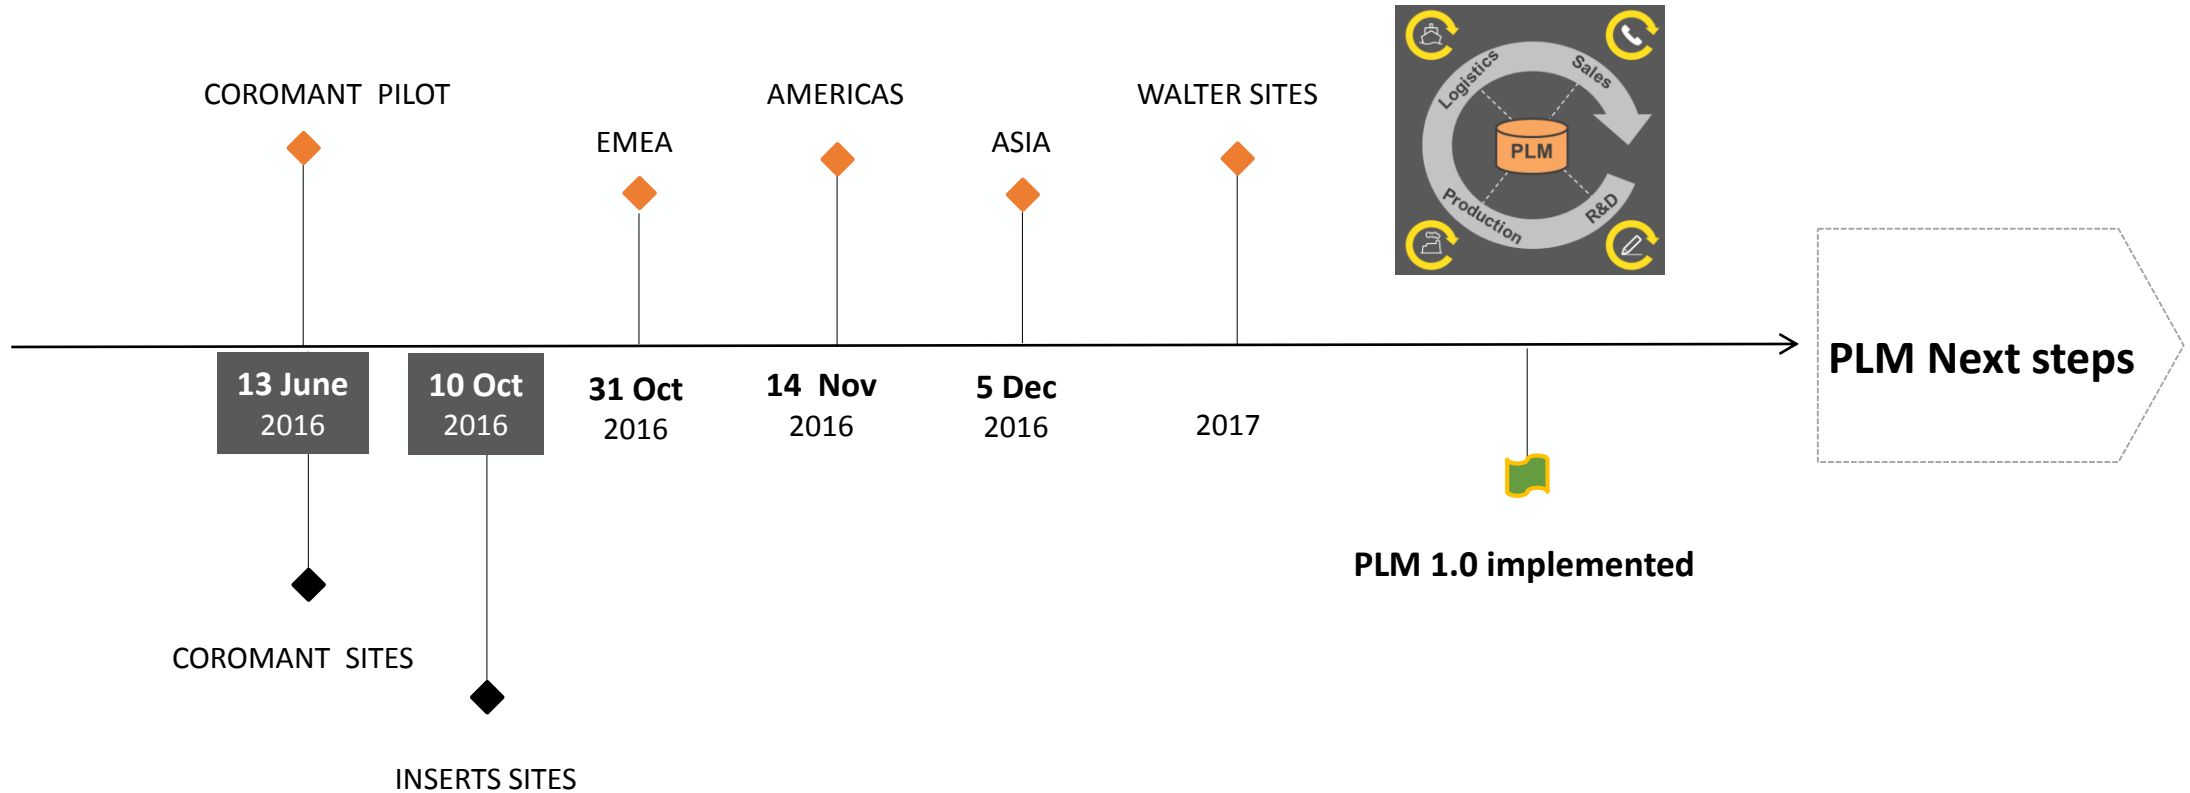 COROMANT PILOT
EMEA
AMERICAS
ASIA
WALTER SITES
Logistics
Sales
PLM
Production
R&D
13 June
2016
10 Oct
2016
31 Oct
2016
14 Nov
2016
5 Dec
2016
2017
PLM Next steps
PLM 1.0 implemented
COROMANT SITES
INSERTS SITES